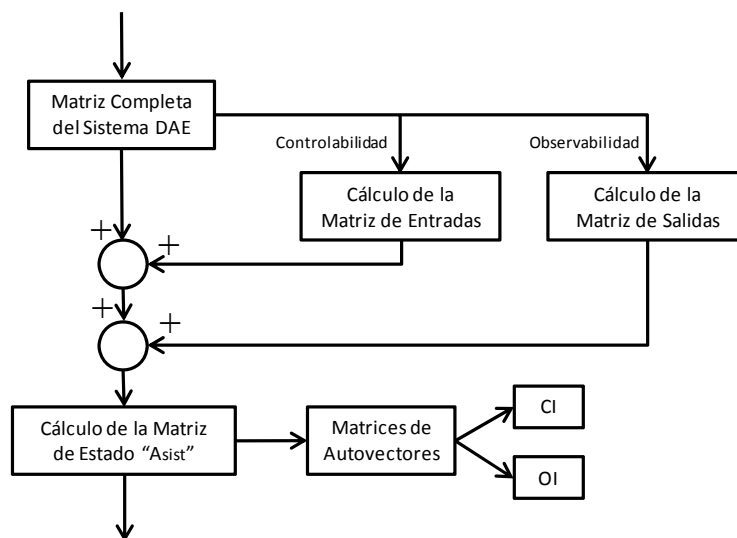 Matriz Completa
del Sistema DAE
Controlabilidad
Observabilidad
Cálculo de la
Matriz de Entradas
Cálculo de la
Matriz de Salidas
+
+
+
+
Cálculo de la Matriz
de Estado “Asist”
Matrices de
Autovectores
CI
OI